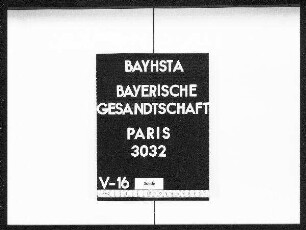 BAYHSTA
BAYERISCHE
GESANDTSCHAFT
PARIS
3032
V-16